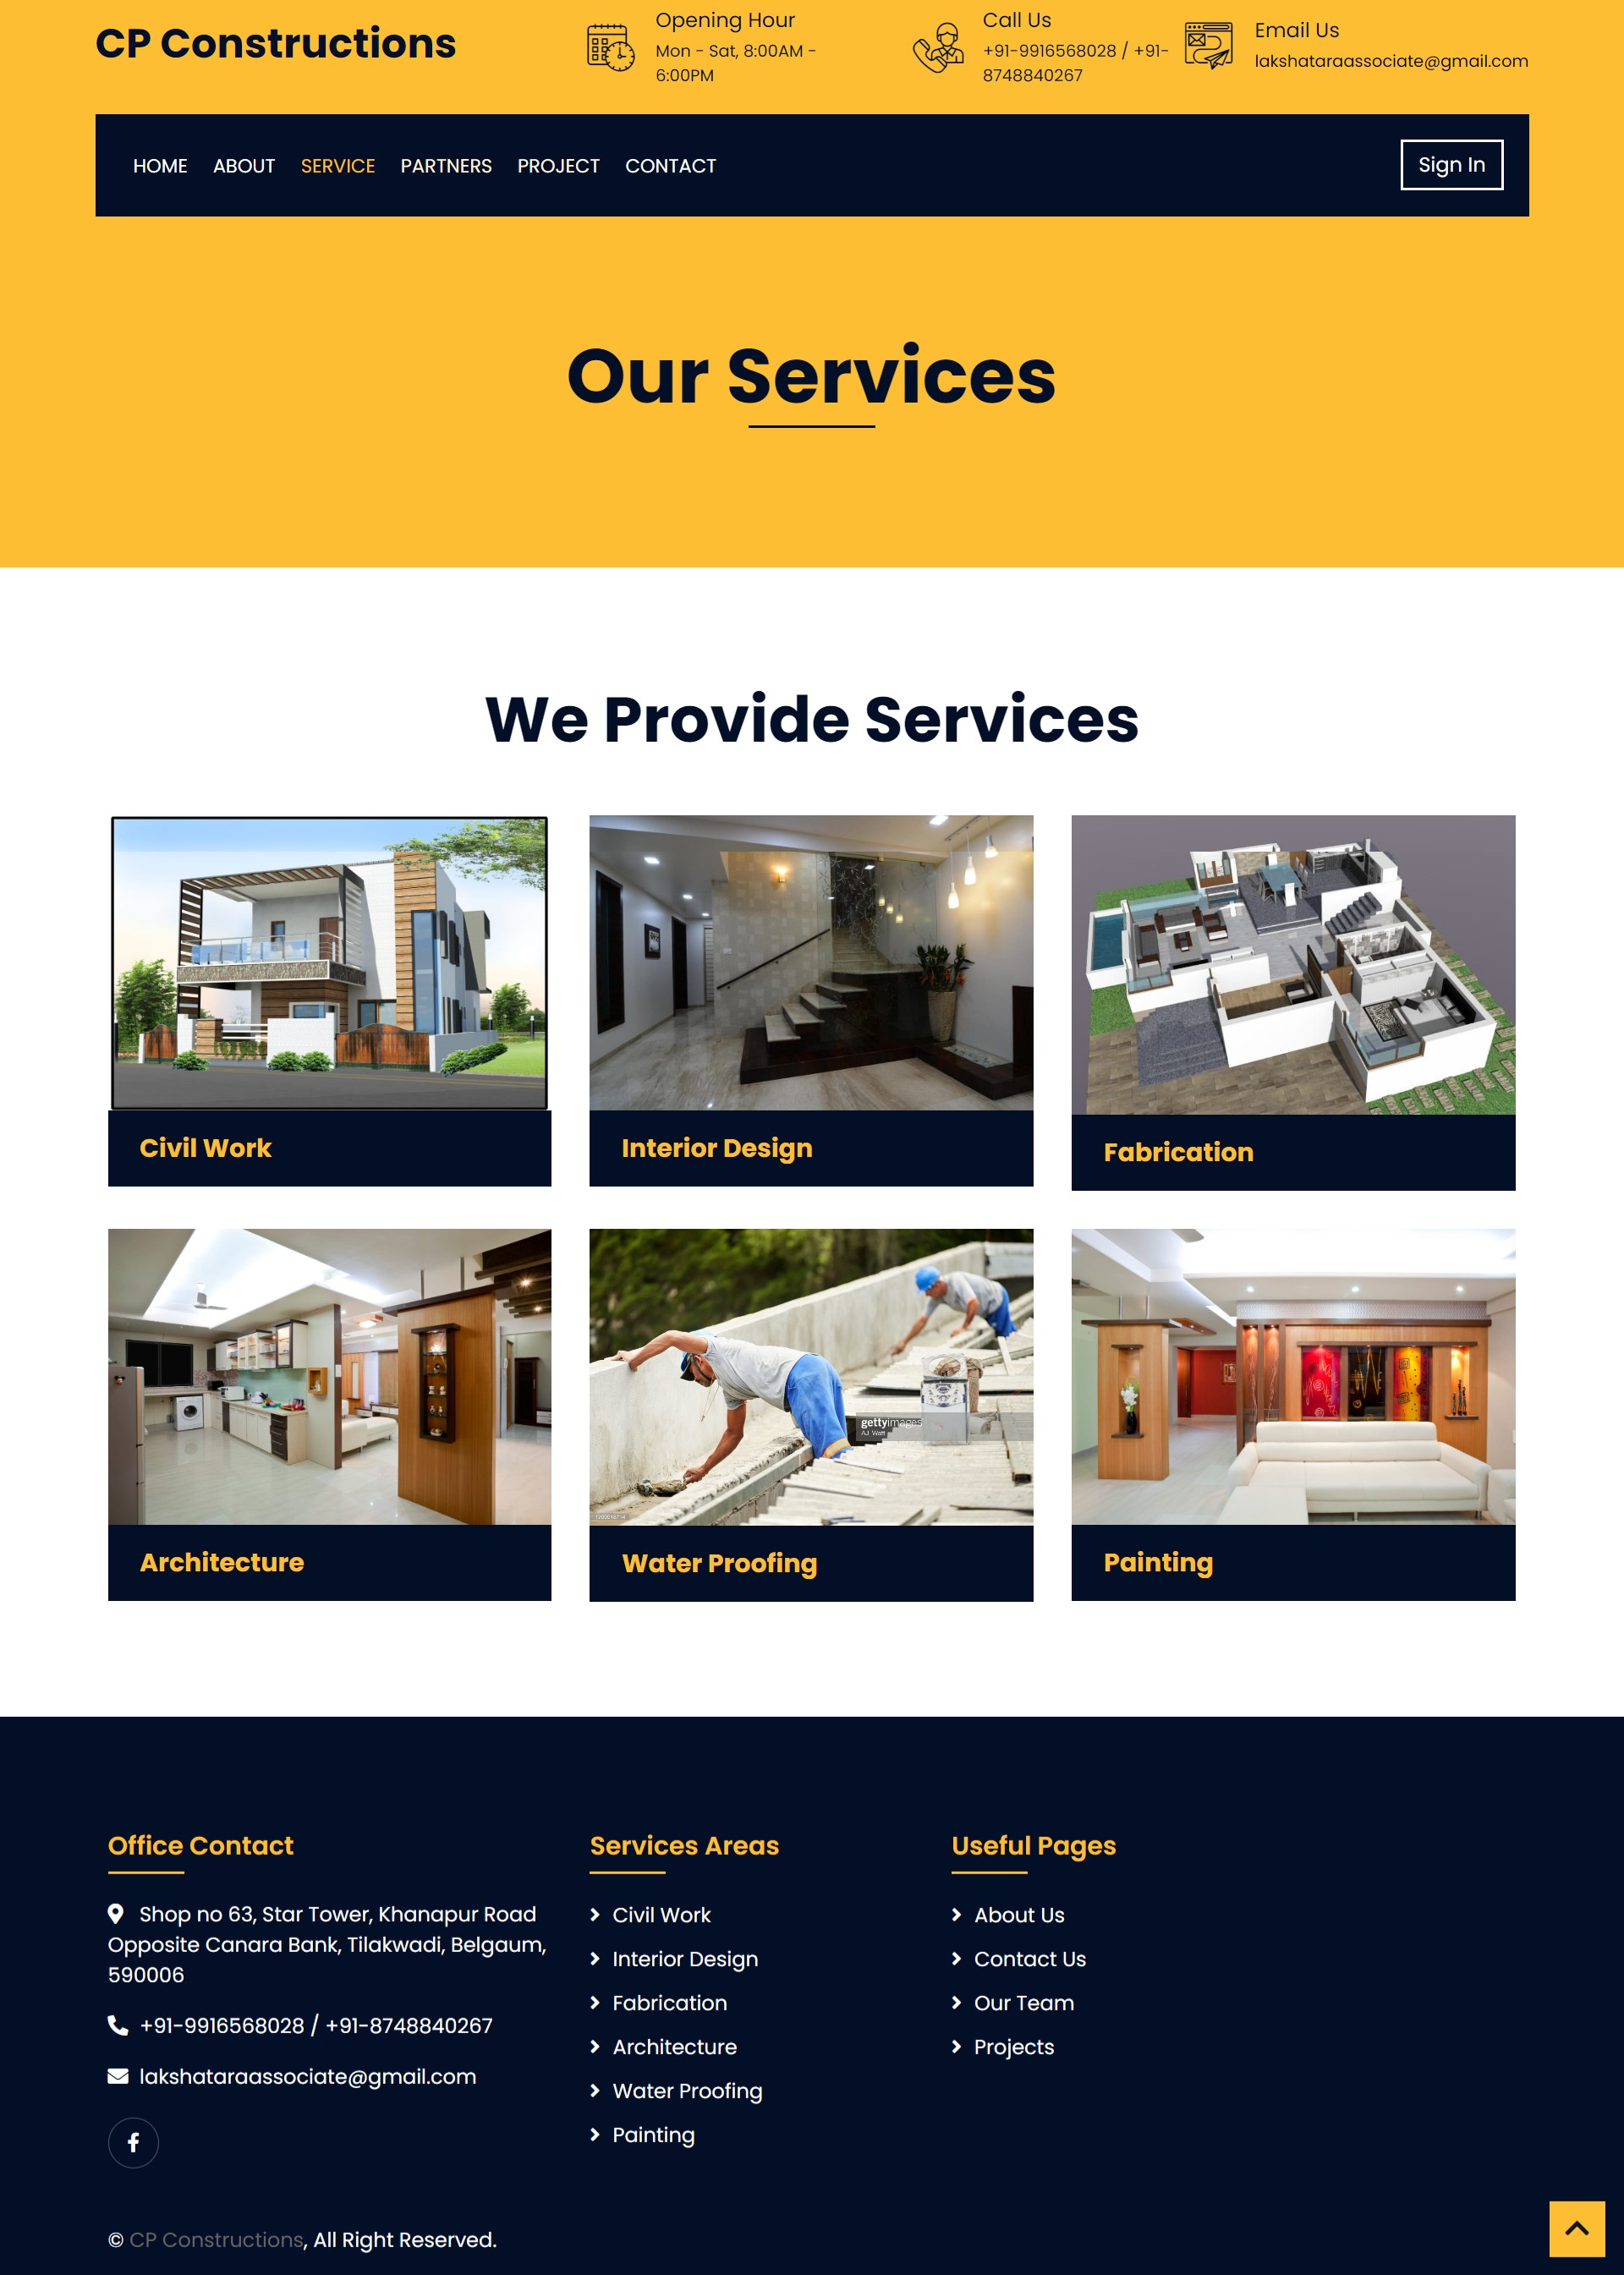 CP Constructions
Opening Hour
Mon - Sat, 8:00AM -
6:00PM
Call Us
+91-9916568028 / +91-
8748840267
Email Us
lakshataraassociate@gmail.com
HOME ABOUT SERVICE PARTNERS PROJECT CONTACT
Sign In
Our Services
We Provide Services
Civil Work
Interior Design
Fabrication
gettyimages
AJ Watt
Architecture
Water Proofing
Painting
Office Contact
Shop no 63, Star Tower, Khanapur Road
Opposite Canara Bank, Tilakwadi, Belgaum,
590006
+91-9916568028 / +91-8748840267
lakshataraassociate@gmail.com
Services Areas
Civil Work
Interior Design
Fabrication
Architecture
Water Proofing
Painting
Useful Pages
About Us
Contact Us
Our Team
Projects
© CP Constructions, All Right Reserved.